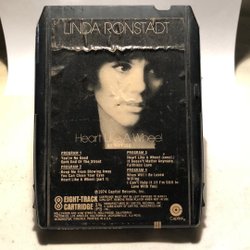 LINDA RONSTADT
Heart Like A Wheel
PROGRAM 1
You're No Good
Dark End Of The Street
PROGRAM 2
Keep Me From Blowing Away
You Can Close Your Eyes
Heart Like A Wheel (part 1)
PROGRAM 3
Heart Like A Wheel (concl.)
It Doesn't Matter Anymore
Faithless Love
PROGRAM 4
When Will I Be Loved
Willing
I Can't Help It (If I'm Still In
Love With You)
©1974 Capitol Records, Inc.
EIGHT-TRACK
CARTRIDGE
Capitol